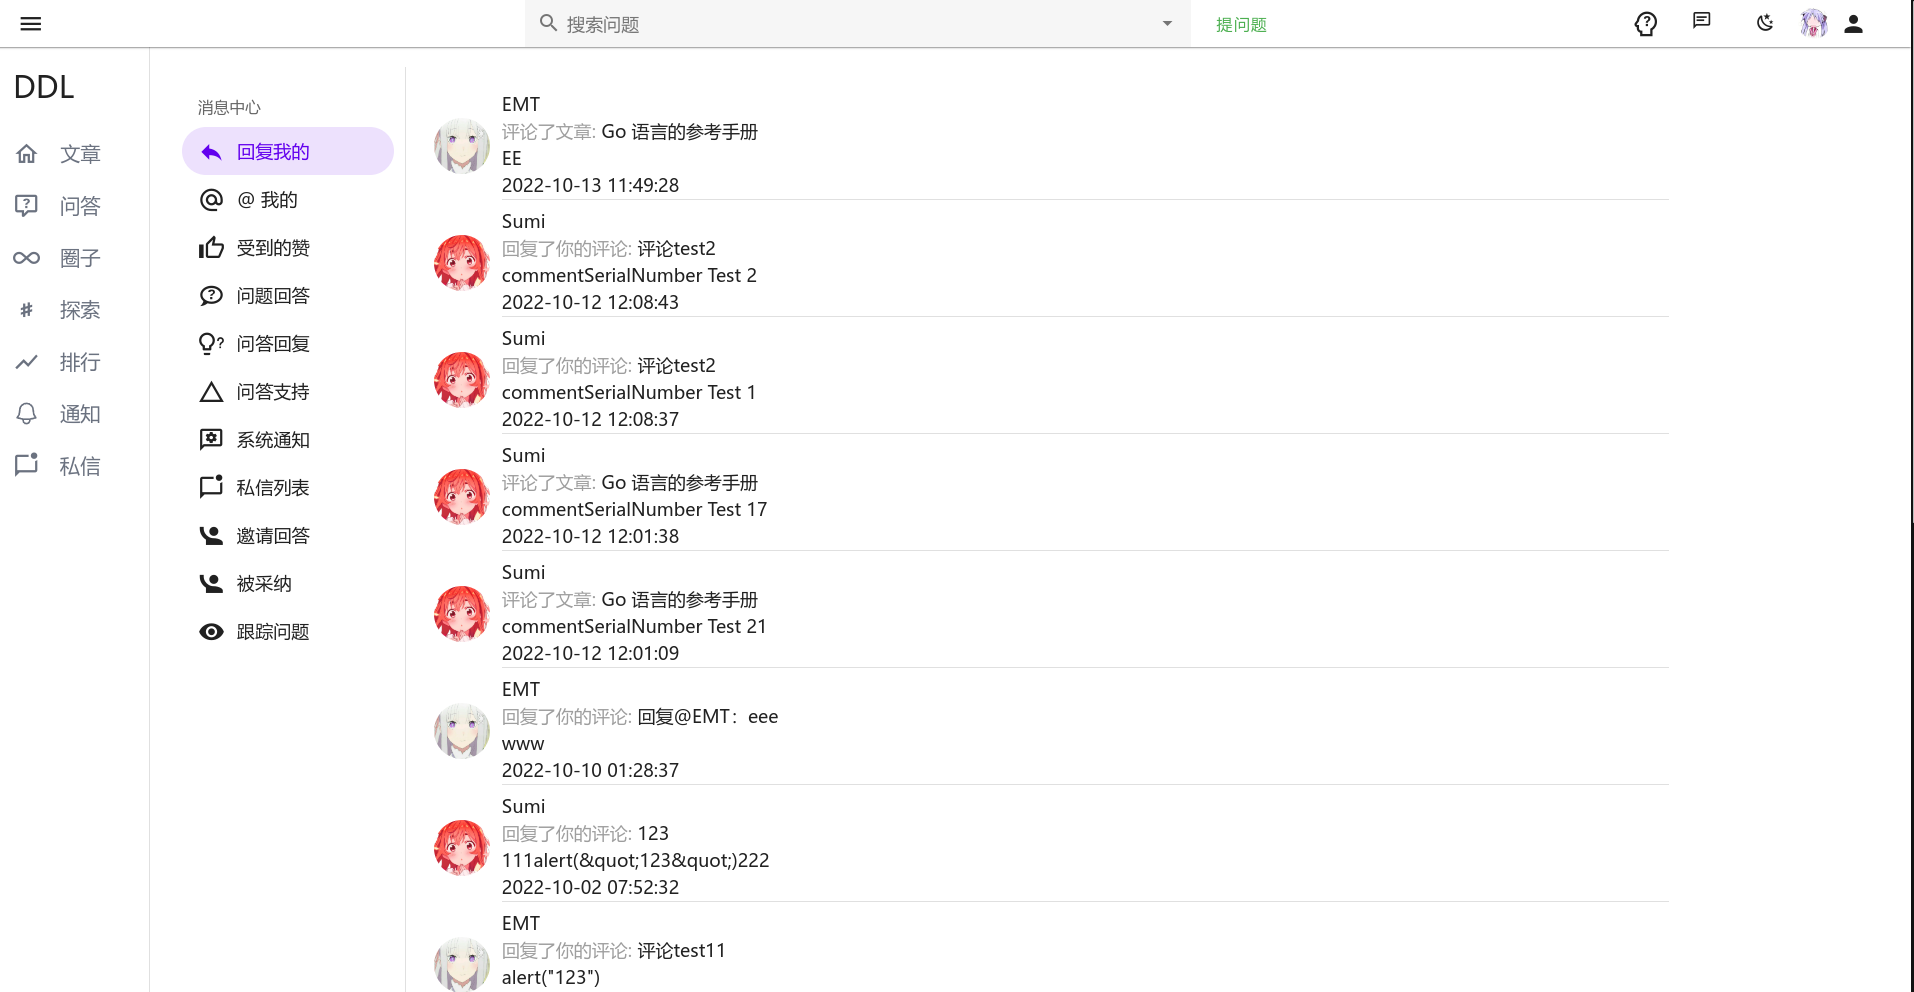 搜索问题
提问题
DDL
文章
问答
圈子
探索
排行
通知
私信
消息中心
回复我的
@ 我的
受到的赞
问题回答
问答回复
问答支持
系统通知
私信列表
邀请回答
被采纳
跟踪问题
EMT
评论了文章: Go 语言的参考手册
EE
2022-10-13 11:49:28
Sumi
回复了你的评论: 评论test2
commentSerialNumber Test 2
2022-10-12 12:08:43
Sumi
回复了你的评论: 评论test2
commentSerialNumber Test 1
2022-10-12 12:08:37
Sumi
评论了文章: Go 语言的参考手册
commentSerialNumber Test 17
2022-10-12 12:01:38
Sumi
评论了文章: Go 语言的参考手册
commentSerialNumber Test 21
2022-10-12 12:01:09
EMT
回复了你的评论: 回复@EMT：eee
www
2022-10-10 01:28:37
Sumi
回复了你的评论: 123
111alert(&quot;123&quot;)222
2022-10-02 07:52:32
EMT
回复了你的评论: 评论test11
alert("123")